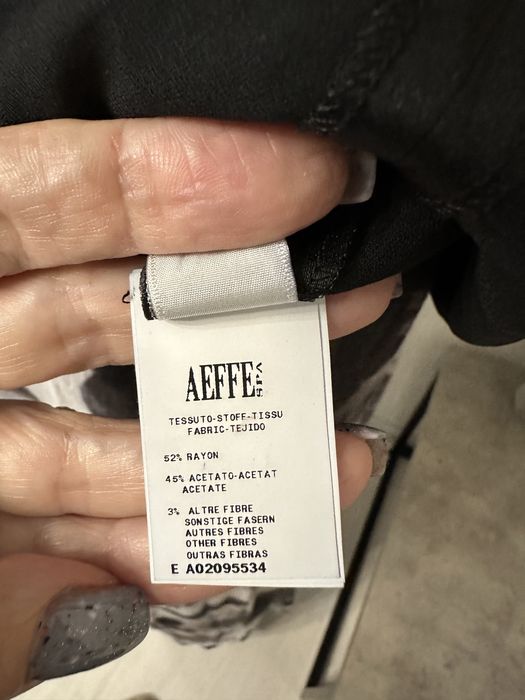 AEFFE SPA
TESSUTO-STOFF-TISSU
FABRIC-TEJIDO
52% RAYON
45% ACETATO-ACETAT
ACETATE
3% ALTRE FIBRE
SONSTIGE FASERN
AUTRES FIBRES
OTHER FIBRES
OUTRAS FIBRAS
E A02095534